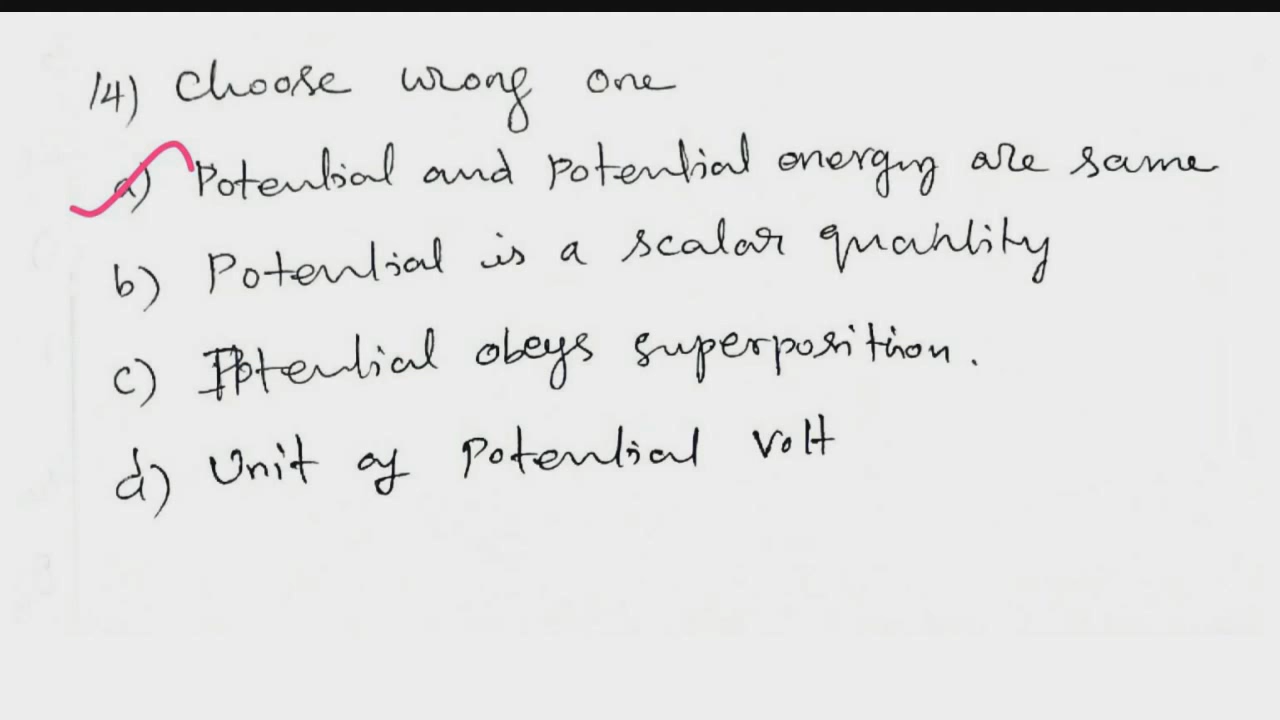 14) Choose wrong one
a) Potential and potential energy are same
b) Potential is a scalar quantity
c) Potential obeys superposition.
d) Unit of potential Volt